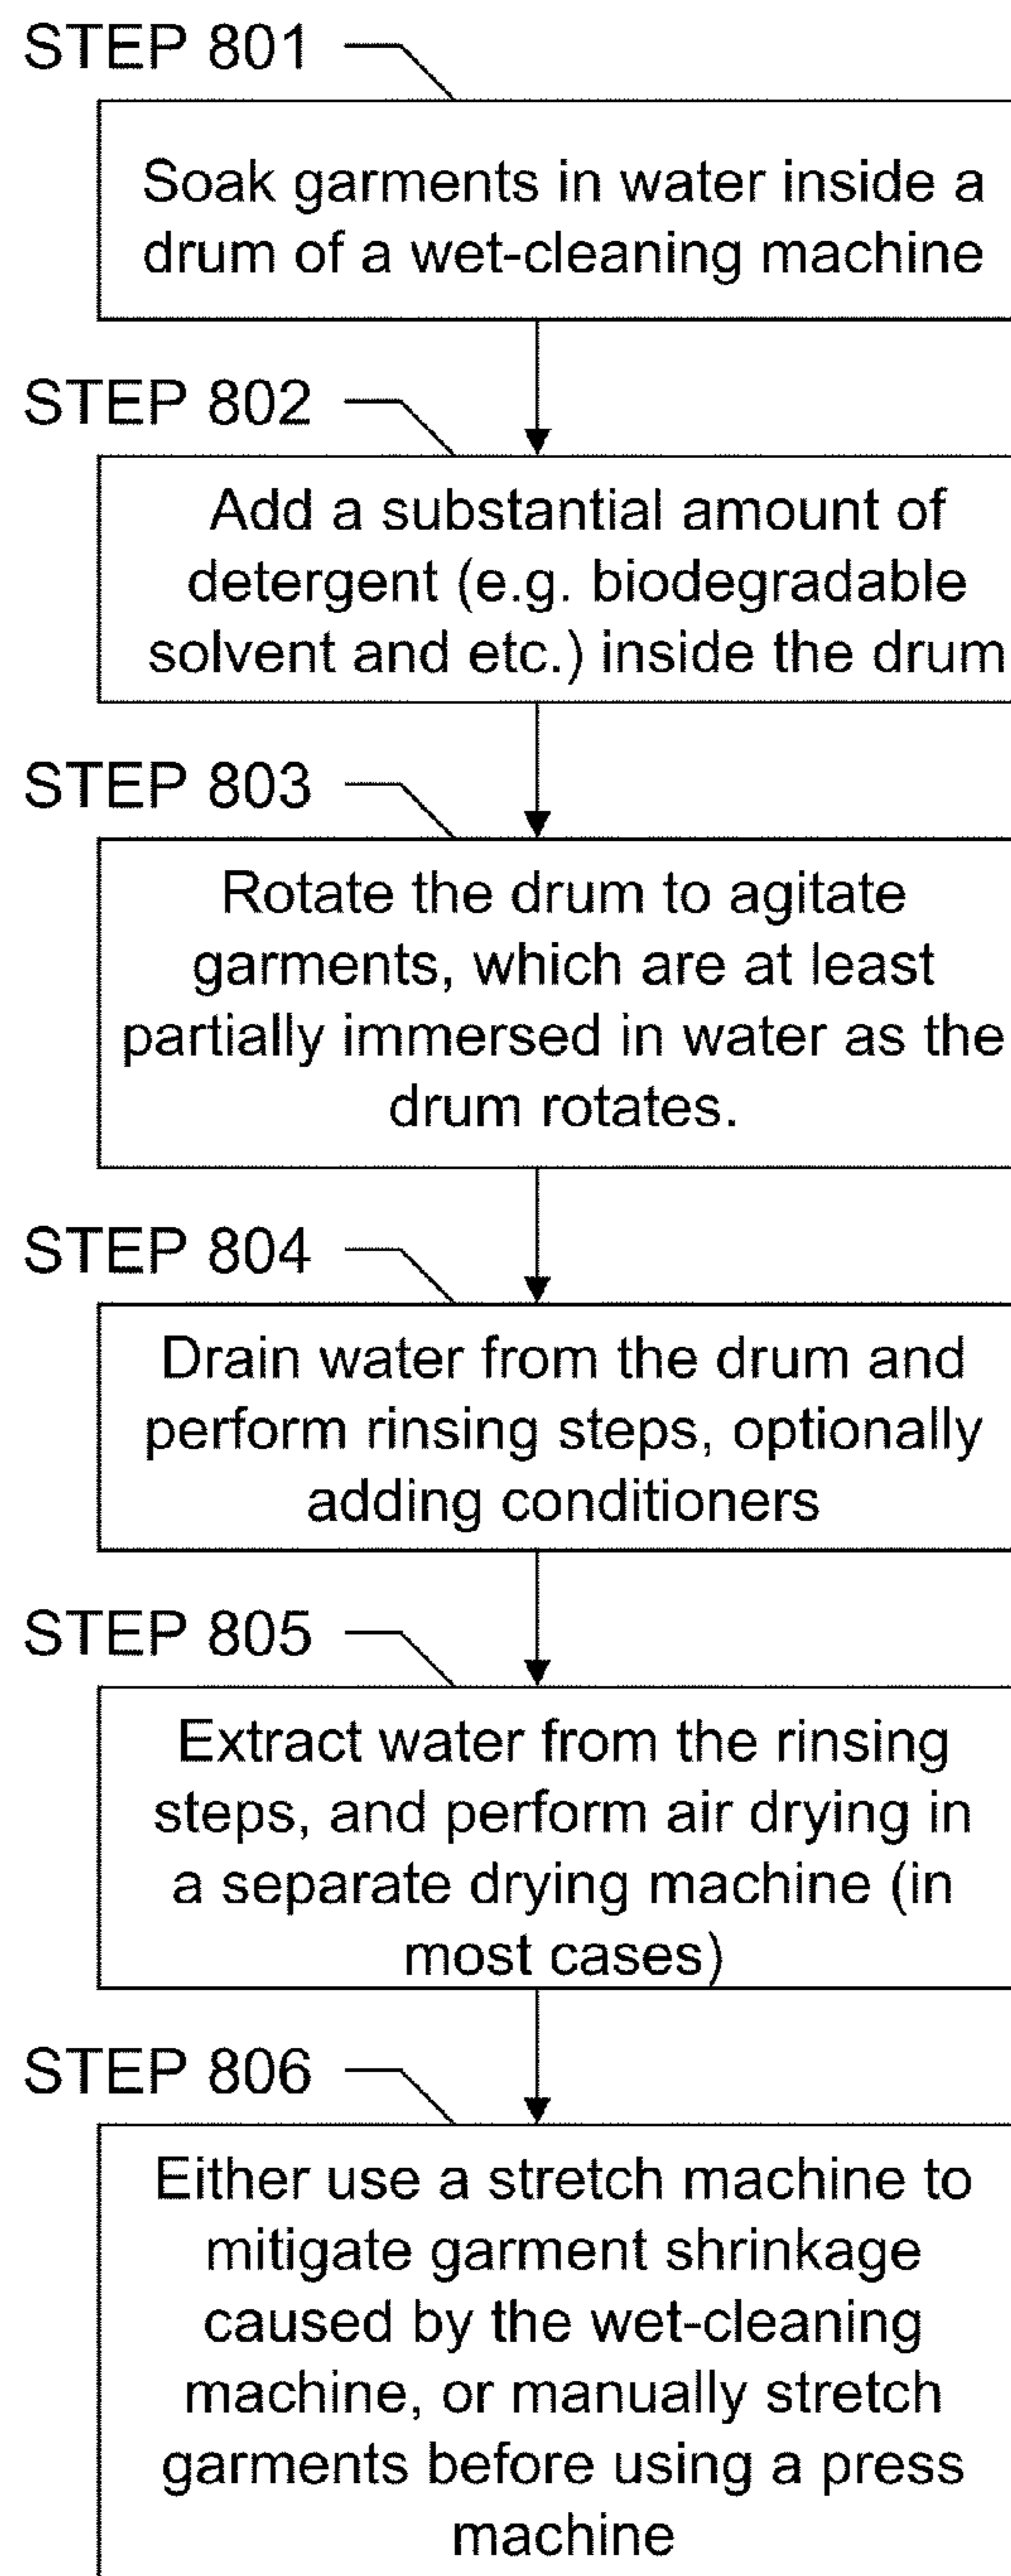 STEP 801
Soak garments in water inside a
drum of a wet-cleaning machine
STEP 802
Add a substantial amount of
detergent (e.g. biodegradable
solvent and etc.) inside the drum
STEP 803
Rotate the drum to agitate
garments, which are at least
partially immersed in water as the
drum rotates.
STEP 804
Drain water from the drum and
perform rinsing steps, optionally
adding conditioners
STEP 805
Extract water from the rinsing
steps, and perform air drying in
a separate drying machine (in
most cases)
STEP 806
Either use a stretch machine to
mitigate garment shrinkage
caused by the wet-cleaning
machine, or manually stretch
garments before using a press
machine